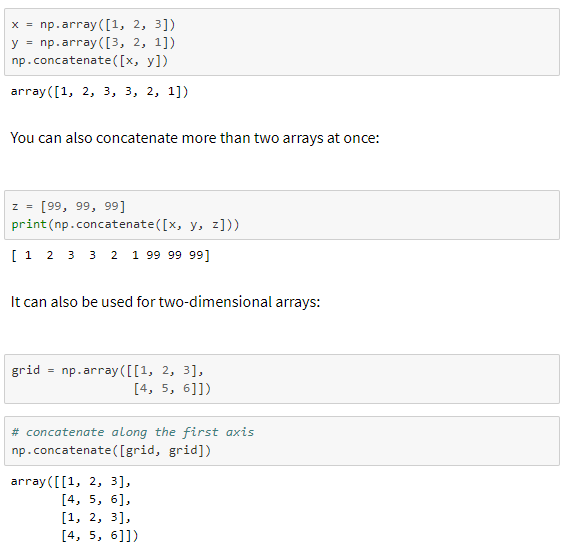 x = np.array([1, 2, 3])
y = np.array([3, 2, 1])
np.concatenate([x, y])
array([1, 2, 3, 3, 2, 1])
You can also concatenate more than two arrays at once:
z = [99, 99, 99]
print(np.concatenate([x, y, z]))
[ 1  2  3  3  2  1 99 99 99]
It can also be used for two-dimensional arrays:
grid = np.array([[1, 2, 3],
                 [4, 5, 6]])
# concatenate along the first axis
np.concatenate([grid, grid])
array([[1, 2, 3],
       [4, 5, 6],
       [1, 2, 3],
       [4, 5, 6]])